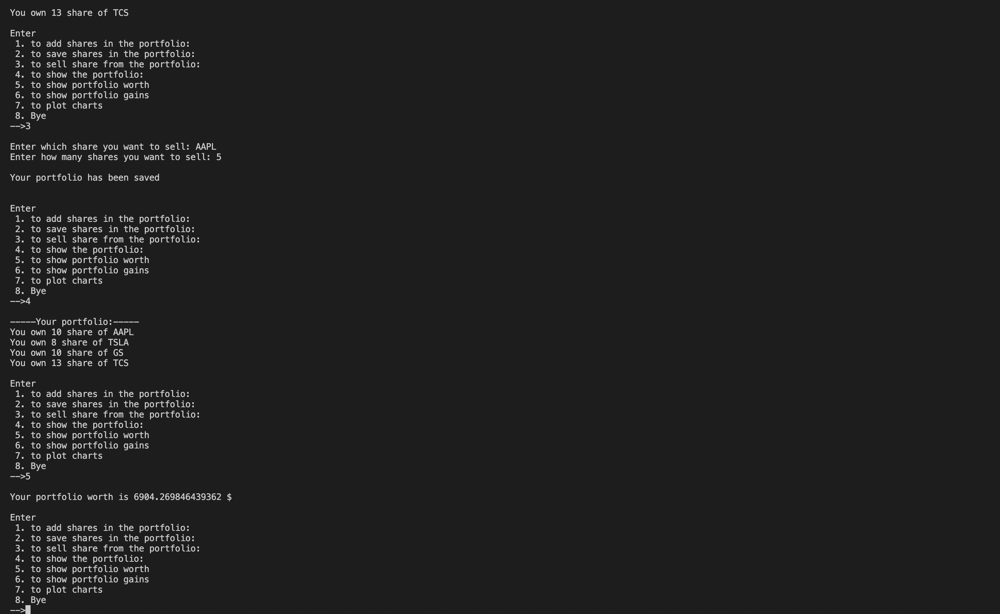 You own 13 share of TCS
Enter
1. to add shares in the portfolio:
2. to save shares in the portfolio:
3. to sell share from the portfolio:
4. to show the portfolio:
5. to show portfolio worth
6. to show portfolio gains
7. to plot charts
8. Bye
-->3
Enter which share you want to sell: AAPL
Enter how many shares you want to sell: 5
Your portfolio has been saved
Enter
1. to add shares in the portfolio:
2. to save shares in the portfolio:
3. to sell share from the portfolio:
4. to show the portfolio:
5. to show portfolio worth
6. to show portfolio gains
7. to plot charts
8. Bye
-->4
-----Your portfolio:-----
You own 10 share of AAPL
You own 8 share of TSLA
You own 10 share of GS
You own 13 share of TCS
Enter
1. to add shares in the portfolio:
2. to save shares in the portfolio:
3. to sell share from the portfolio:
4. to show the portfolio:
5. to show portfolio worth
6. to show portfolio gains
7. to plot charts
8. Bye
-->5
Your portfolio worth is 6904.269846439362 $
Enter
1. to add shares in the portfolio:
2. to save shares in the portfolio:
3. to sell share from the portfolio:
4. to show the portfolio:
5. to show portfolio worth
6. to show portfolio gains
7. to plot charts
8. Bye
-->